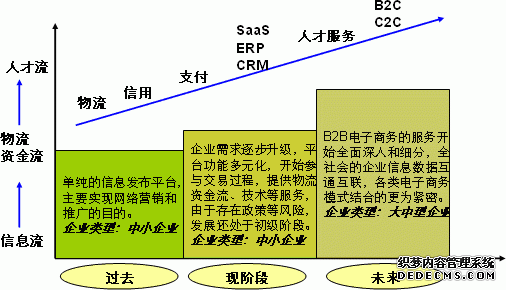 B2C
C2C
SaaS
ERP
CRM
人才服务
支付
信用
物流
人才流
物流
资金流
信息流
单纯的信息发布平台，
主要实现网络营销和
推广的目的。
企业类型：中小企业
企业需求逐步升级，平
台功能多元化，开始参
与交易过程，提供物流
资金流、技术等服务，
由于存在政策等风险，
发展还处于初级阶段。
企业类型：中小企业
B2B电子商务的服务开
始全面深人和细分，全
社会的企业信息数据互
通互联，各类电子商务
模式结合的更为紧密。
企业类型：大中型企业
过去
现阶段
未来
织梦内容管理系统
DEDECMS.COM